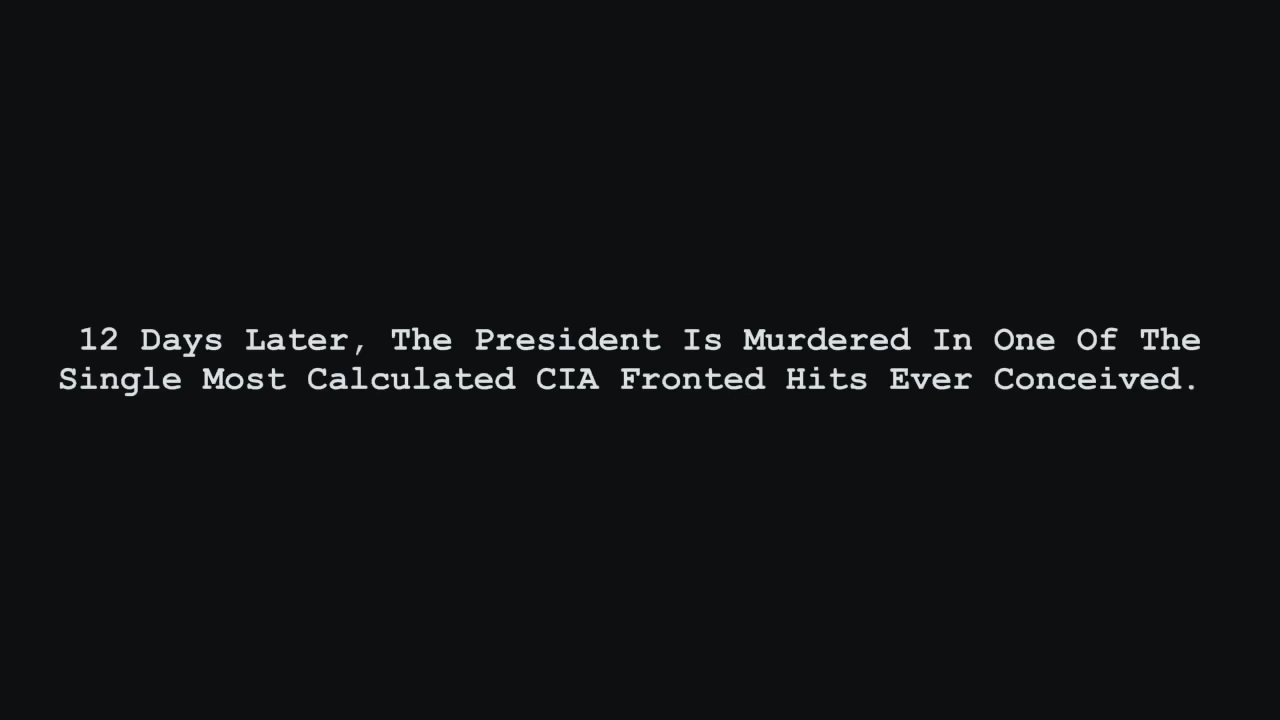 12 Days Later, The President Is Murdered In One Of The
Single Most Calculated CIA Fronted Hits Ever Conceived.